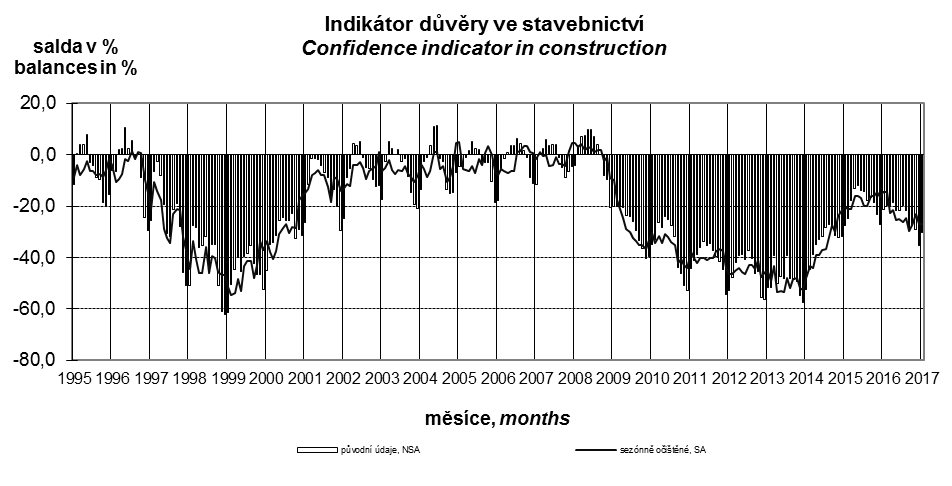 Indikátor důvěry ve stavebnictví
Confidence indicator in construction
salda v %
balances in %
20,0
0,0
-20,0
-40,0
-60,0
-80,0
1995 1996 1997 1998 1999 2000 2001 2002 2003 2004 2005 2006 2007 2008 2009 2010 2011 2012 2013 2014 2015 2016 2017
měsíce, months
původní údaje, NSA
sezónně očištěné, SA